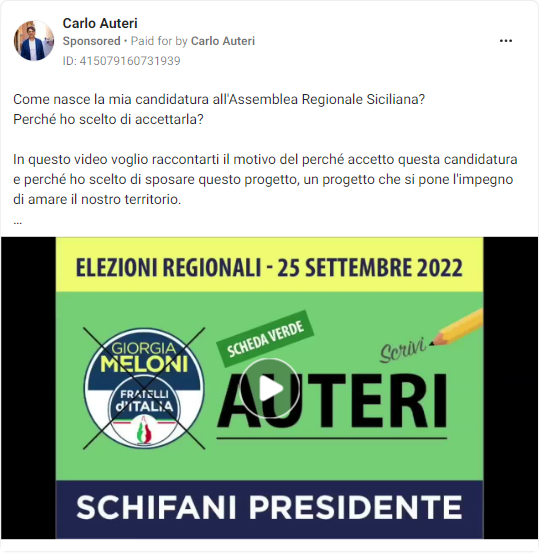 Carlo Auteri
Sponsored • Paid for by Carlo Auteri
ID: 415079160731939
Come nasce la mia candidatura all'Assemblea Regionale Siciliana?
Perché ho scelto di accettarla?
In questo video voglio raccontarti il motivo del perché accetto questa candidatura
e perché ho scelto di sposare questo progetto, un progetto che si pone l'impegno
di amare il nostro territorio.
...
ELEZIONI REGIONALI - 25 SETTEMBRE 2022
SCHEDA VERDE
Scrivi
GIORGIA
MELONI
FRATELLI
d'ITALIA
AUTERI
SCHIFANI PRESIDENTE